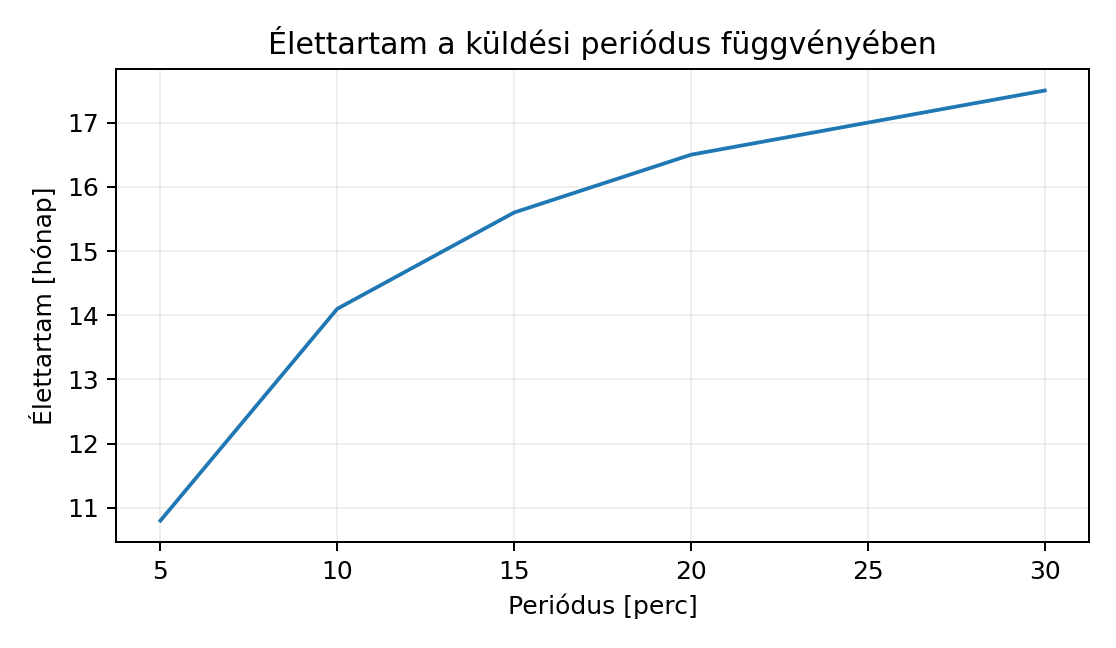 Élettartam a küldési periódus függvényében
Élettartam [hónap]
17
16
15
14
13
12
11
5 10 15 20 25 30
Periódus [perc]